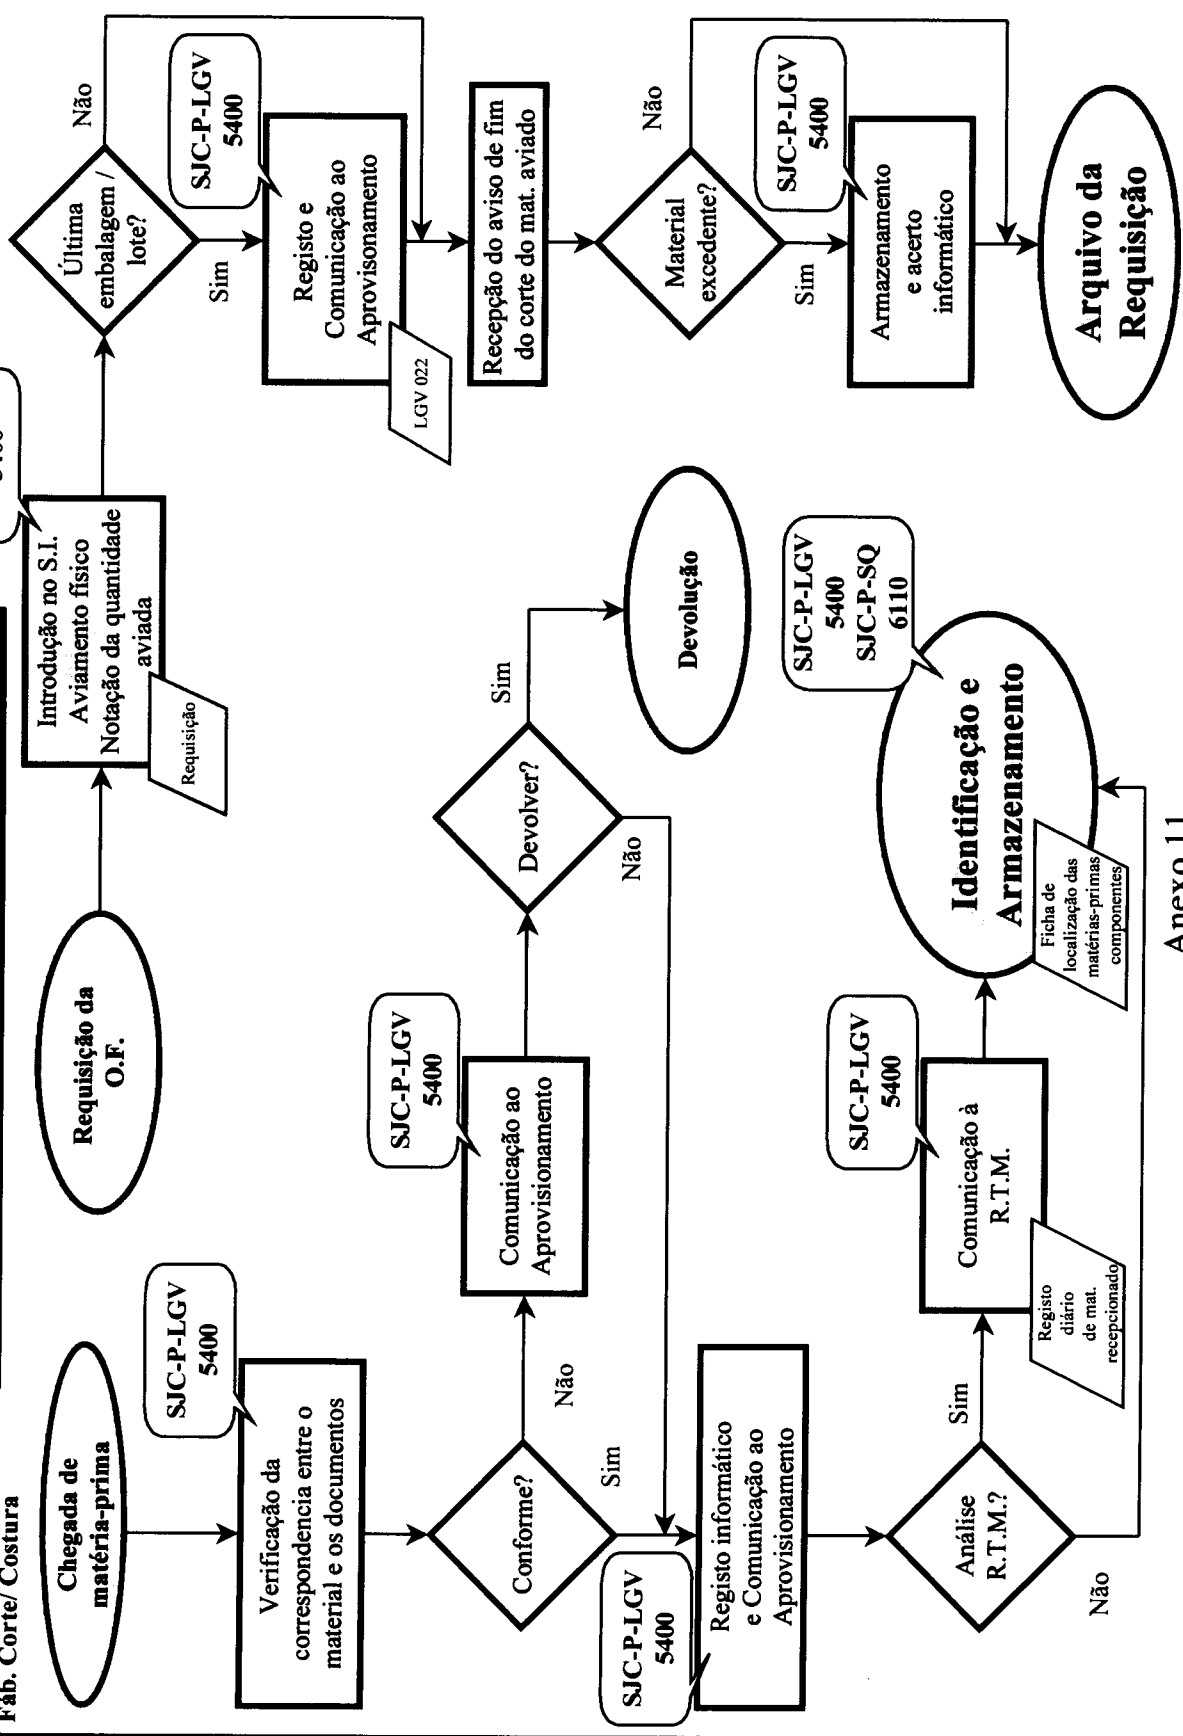 Fáb. Corte/ Costura
Chegada de
matéria-prima
SJC-P-LGV
5400
Verificação da
correspondencia entre o
material e os documentos
Conforme?
Não
Sim
SJC-P-LGV
5400
Comunicação ao
Aprovisionamento
Devolver?
Sim
Não
Devolução
SJC-P-LGV
5400
Registo informático
e Comunicação ao
Aprovisionamento
Análise
R.T.M.?
Sim
Não
SJC-P-LGV
5400
Comunicação à
R.T.M.
Registo
diário
de mat.
recepcionado
SJC-P-LGV
5400
SJC-P-SQ
6110
Identificação e
Armazenamento
Ficha de
localização das
matérias-primas
componentes
Requisição da
O.F.
Introdução no S.I.
Aviamento físico
Notação da quantidade
aviada
Requisição
Última
embalagem /
lote?
Não
Sim
SJC-P-LGV
5400
Registo e
Comunicação ao
Aprovisonamento
LGV 022
Recepção do aviso de fim
do corte do mat. aviado
Material
excedente?
Não
Sim
SJC-P-LGV
5400
Armazenamento
e acerto
informático
Arquivo da
Requisição
Anexo 11